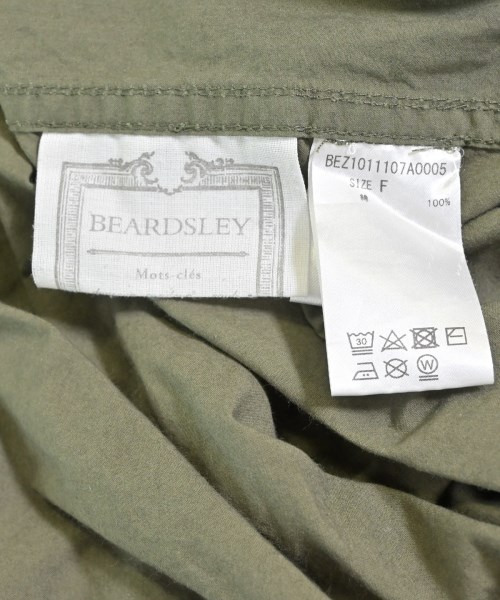 BEARDSLEY
Mots-clés
BEZ1011107A0005
SIZE F
100%
30
W